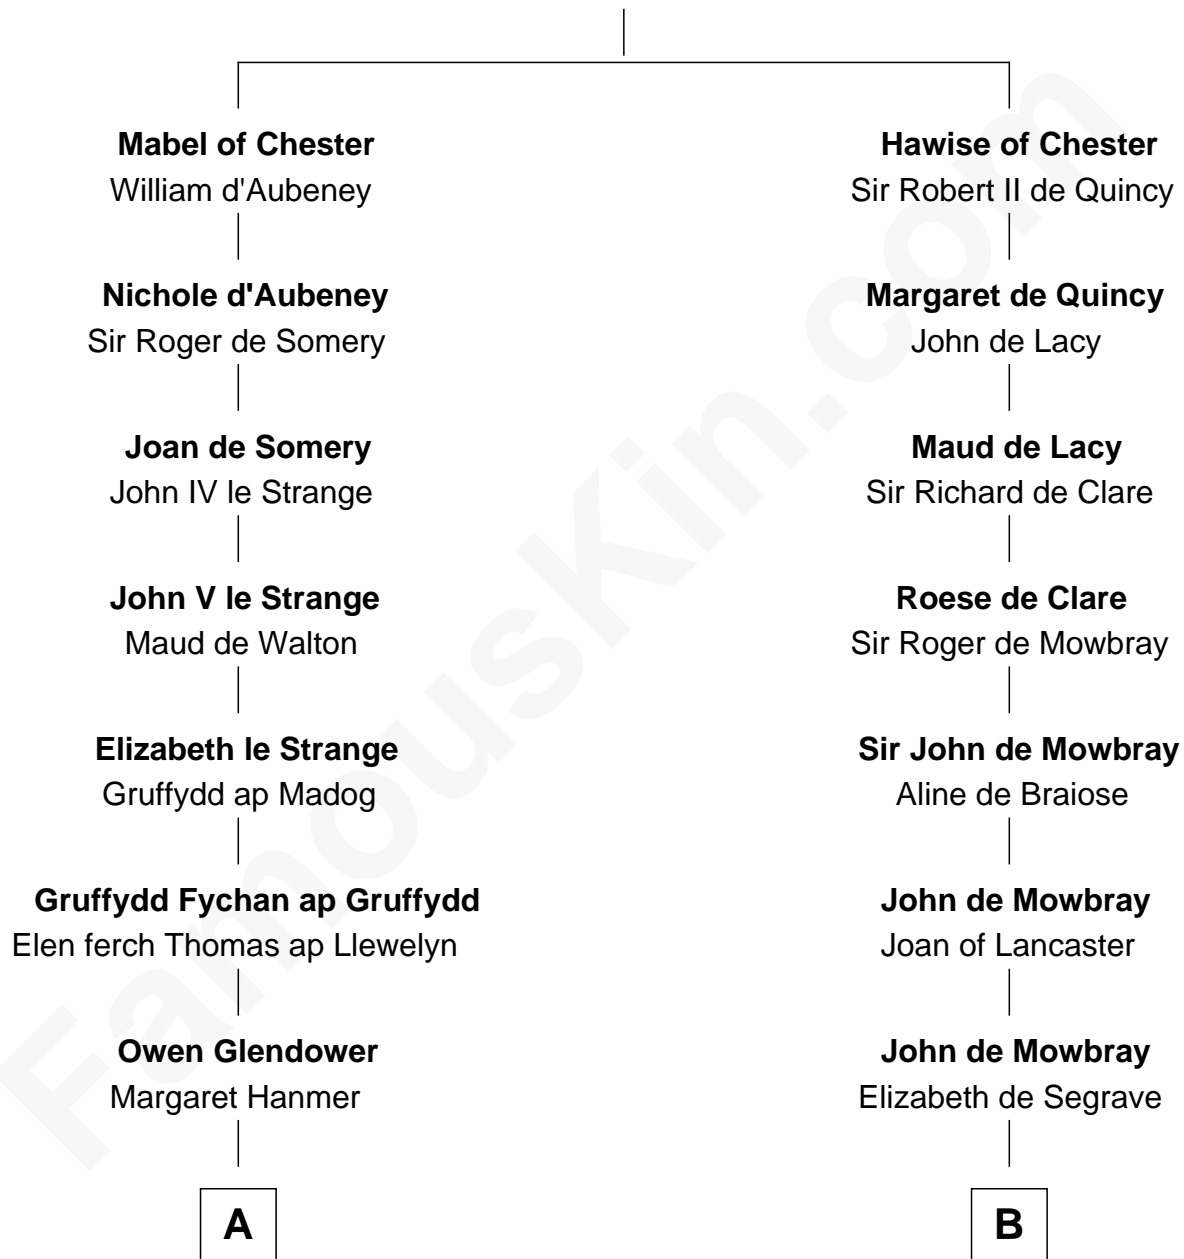 Mabel of Chester
William d'Aubeney
Nichole d'Aubeney
Sir Roger de Somery
Joan de Somery
John IV le Strange
John V le Strange
Maud de Walton
Elizabeth le Strange
Gruffydd ap Madog
Gruffydd Fychan ap Gruffydd
Elen ferch Thomas ap Llewelyn
Owen Glendower
Margaret Hanmer
A
Hawise of Chester
Sir Robert II de Quincy
Margaret de Quincy
John de Lacy
Maud de Lacy
Sir Richard de Clare
Roese de Clare
Sir Roger de Mowbray
Sir John de Mowbray
Aline de Braiose
John de Mowbray
Joan of Lancaster
John de Mowbray
Elizabeth de Segrave
B
FamousKin.com